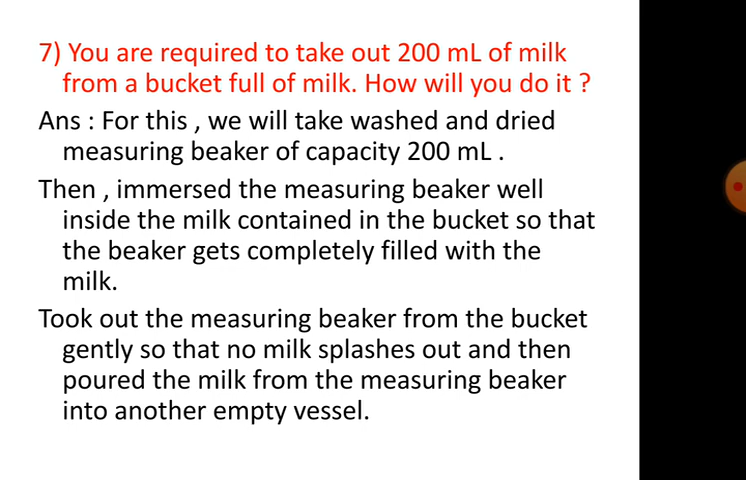 7) You are required to take out 200 mL of milk
from a bucket full of milk. How will you do it ?
Ans : For this , we will take washed and dried
measuring beaker of capacity 200 mL .
Then , immersed the measuring beaker well
inside the milk contained in the bucket so that
the beaker gets completely filled with the
milk.
Took out the measuring beaker from the bucket
gently so that no milk splashes out and then
poured the milk from the measuring beaker
into another empty vessel.